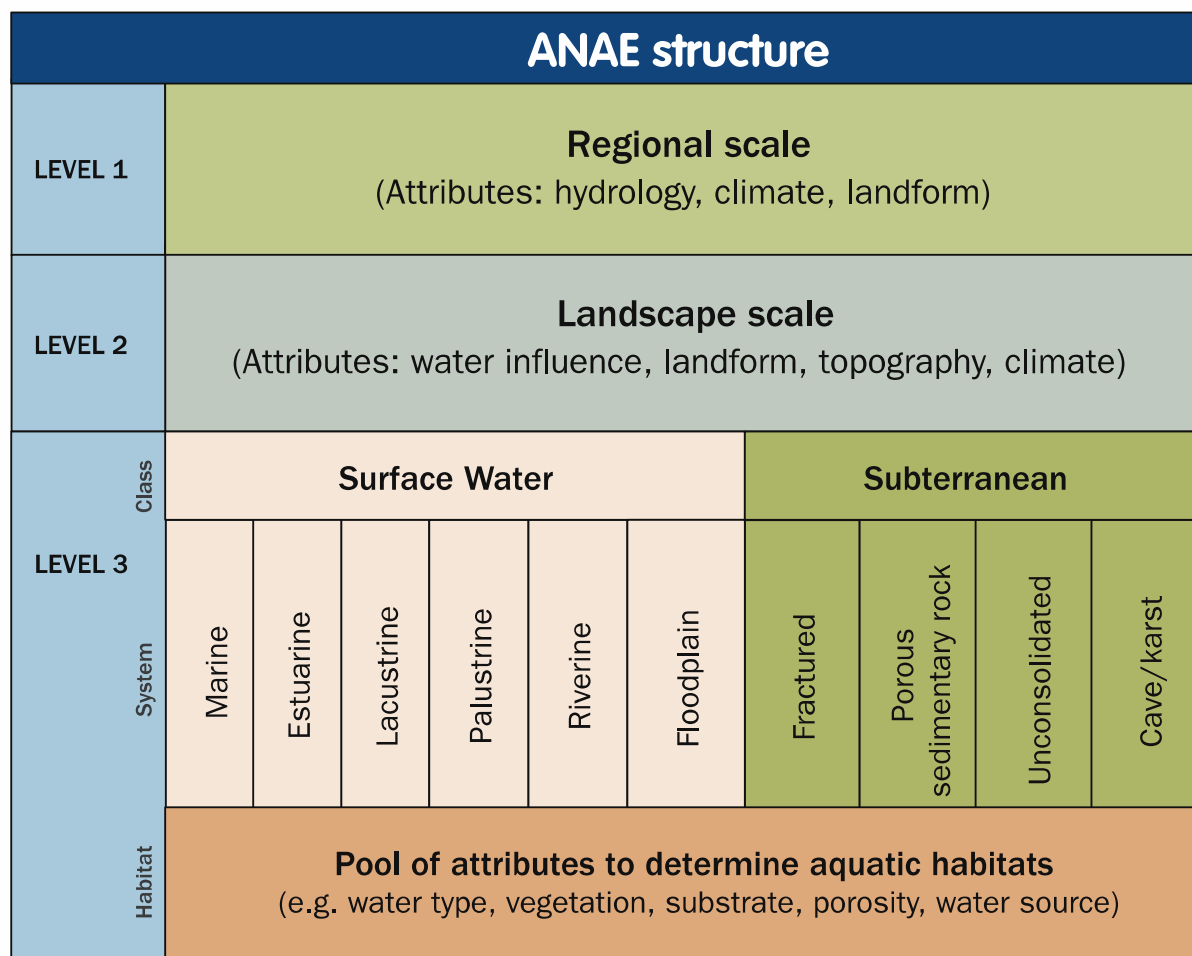 ANAE structure
LEVEL 1
Regional scale
(Attributes: hydrology, climate, landform)
LEVEL 2
Landscape scale
(Attributes: water influence, landform, topography, climate)
LEVEL 3
Class
Surface Water
Subterranean
System
Marine
Estuarine
Lacustrine
Palustrine
Riverine
Floodplain
Fractured
Porous
sedimentary rock
Unconsolidated
Cave/karst
Habitat
Pool of attributes to determine aquatic habitats
(e.g. water type, vegetation, substrate, porosity, water source)